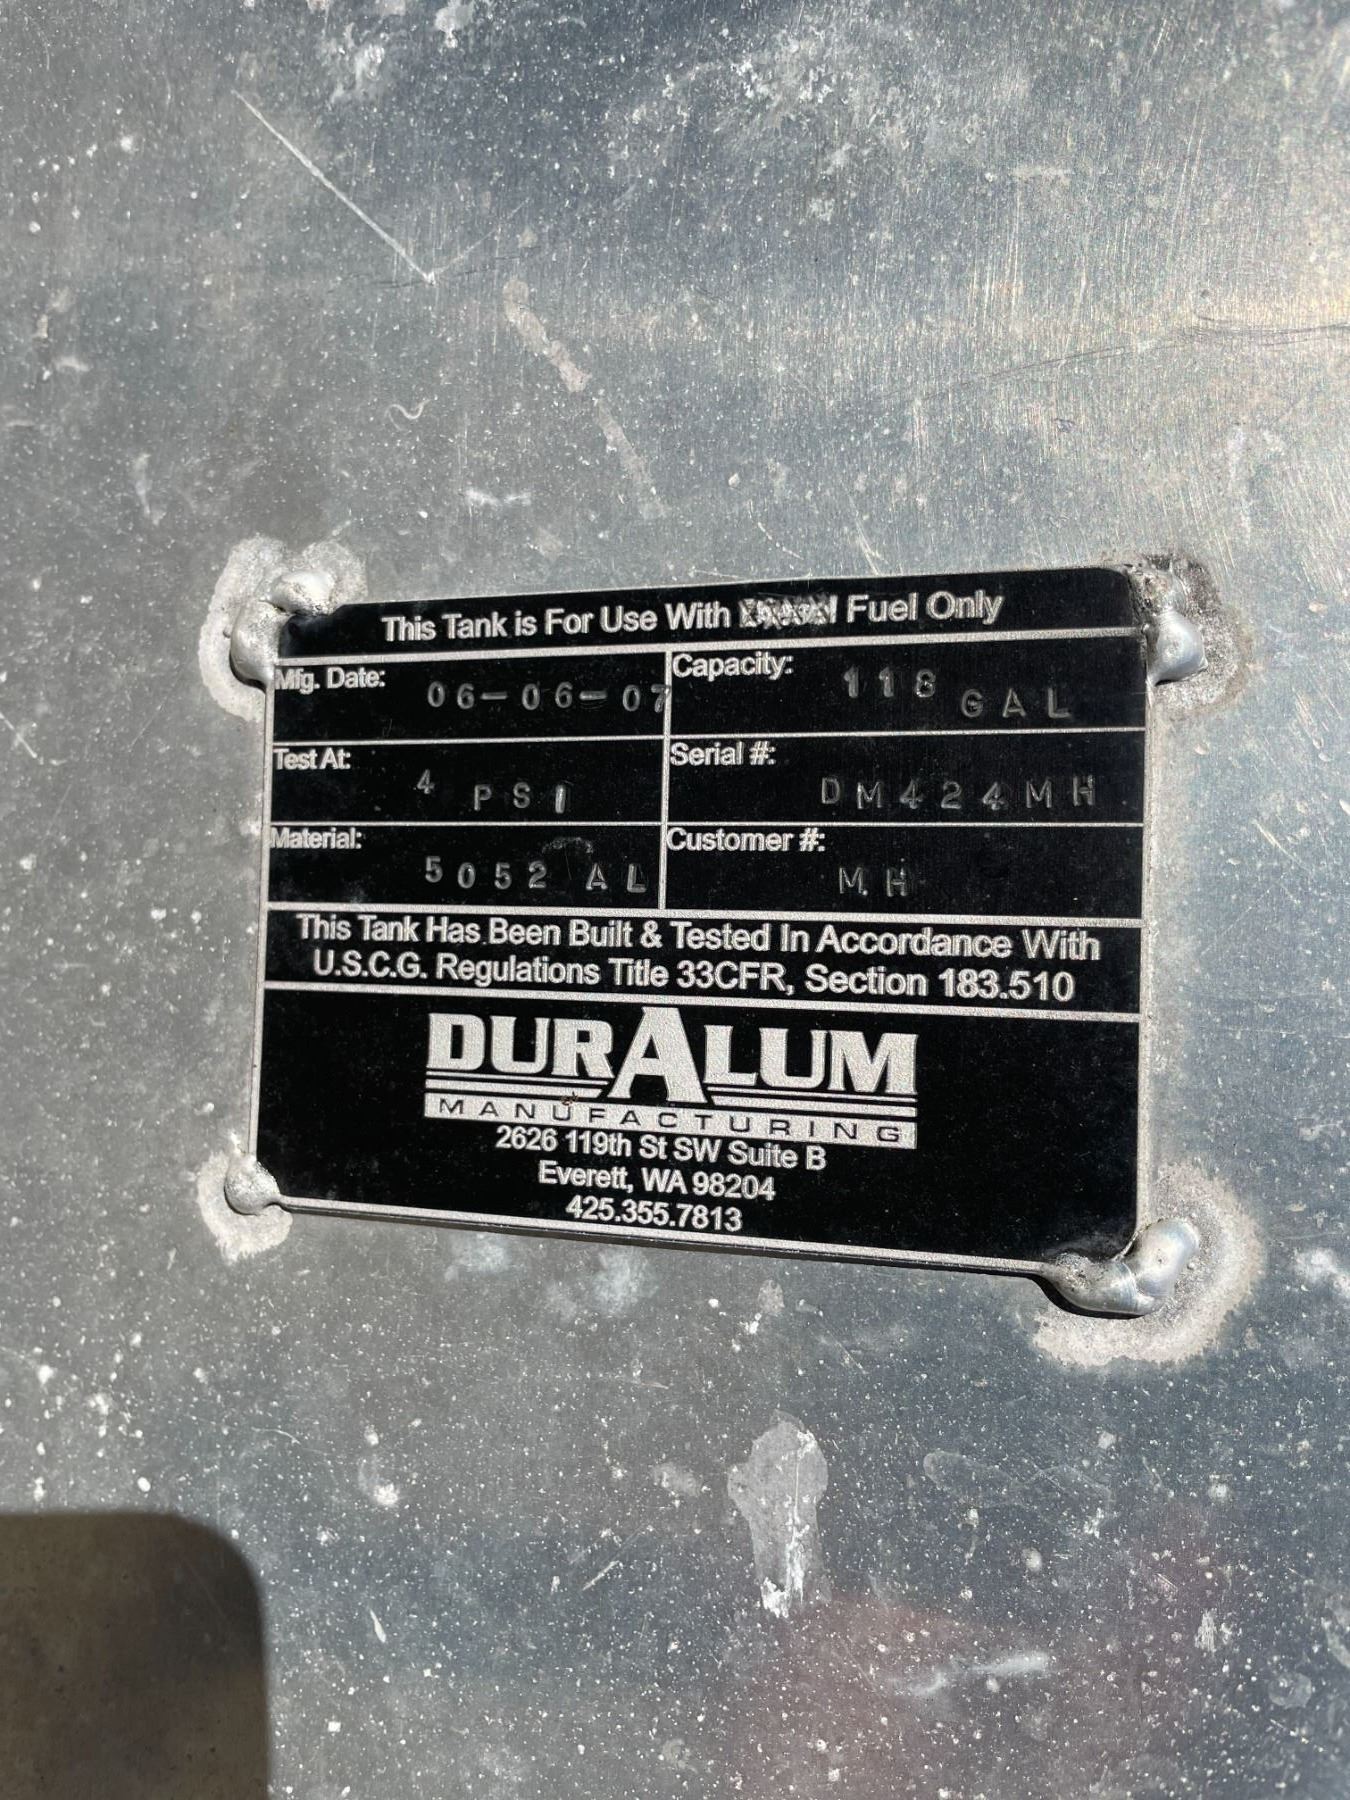 This Tank is for Use With Fuel Only
Mfg. Date: 06-06-07
Capacity: 118 GAL
Test At: 4 PSI
Serial #: DM424MH
Material: 5052 AL
Customer #: MH
This Tank Has Been Built & Tested In Accordance With
U.S.C.G. Regulations Title 33CFR, Section 183.510
DURALUM
MANUFACTURING
2626 119th St SW Suite B
Everett, WA 98204
425.355.7813